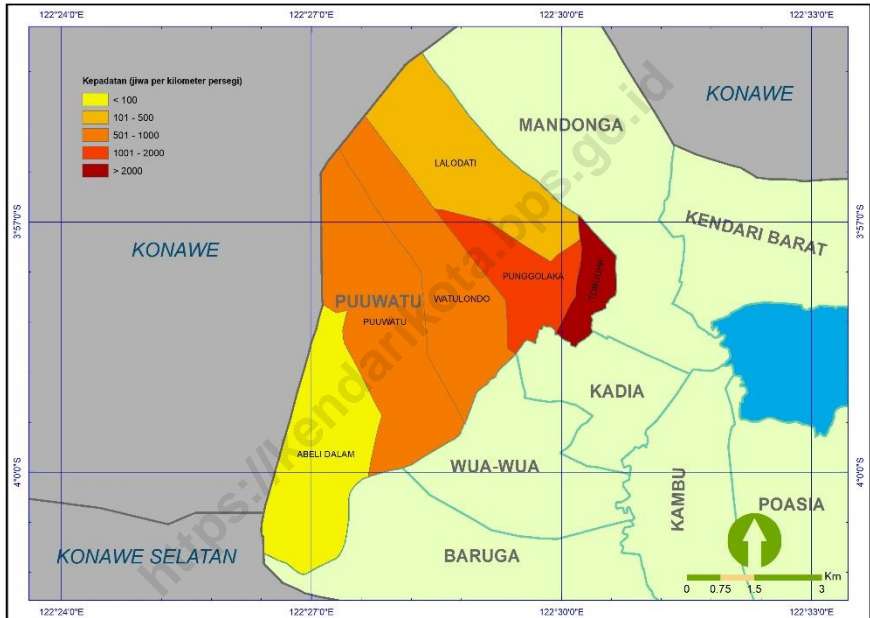 122°24'0"E 122°27'0"E 122°30'0"E 122°33'0"E
Kepadatan (jiwa per kilometer persegi)
< 100
101 - 500
501 - 1000
1001 - 2000
> 2000
KONAWE
MANDONGA
LALODATI
3°57'0"S 3°57'0"S
KENDARI BARAT
KONAWE
PUNGGOLAKA
TOBUUHA
PUUWATU
WATULONDO
PUUWATU
KADIA
ABELI DALAM
WUA-WUA
4°0'0"S 4°0'0"S
KAMBU
POASIA
KONAWE SELATAN
BARUGA
Km
0 0.75 1.5 3
122°24'0"E 122°27'0"E 122°30'0"E 122°33'0"E
https://kendarikota.bps.go.id